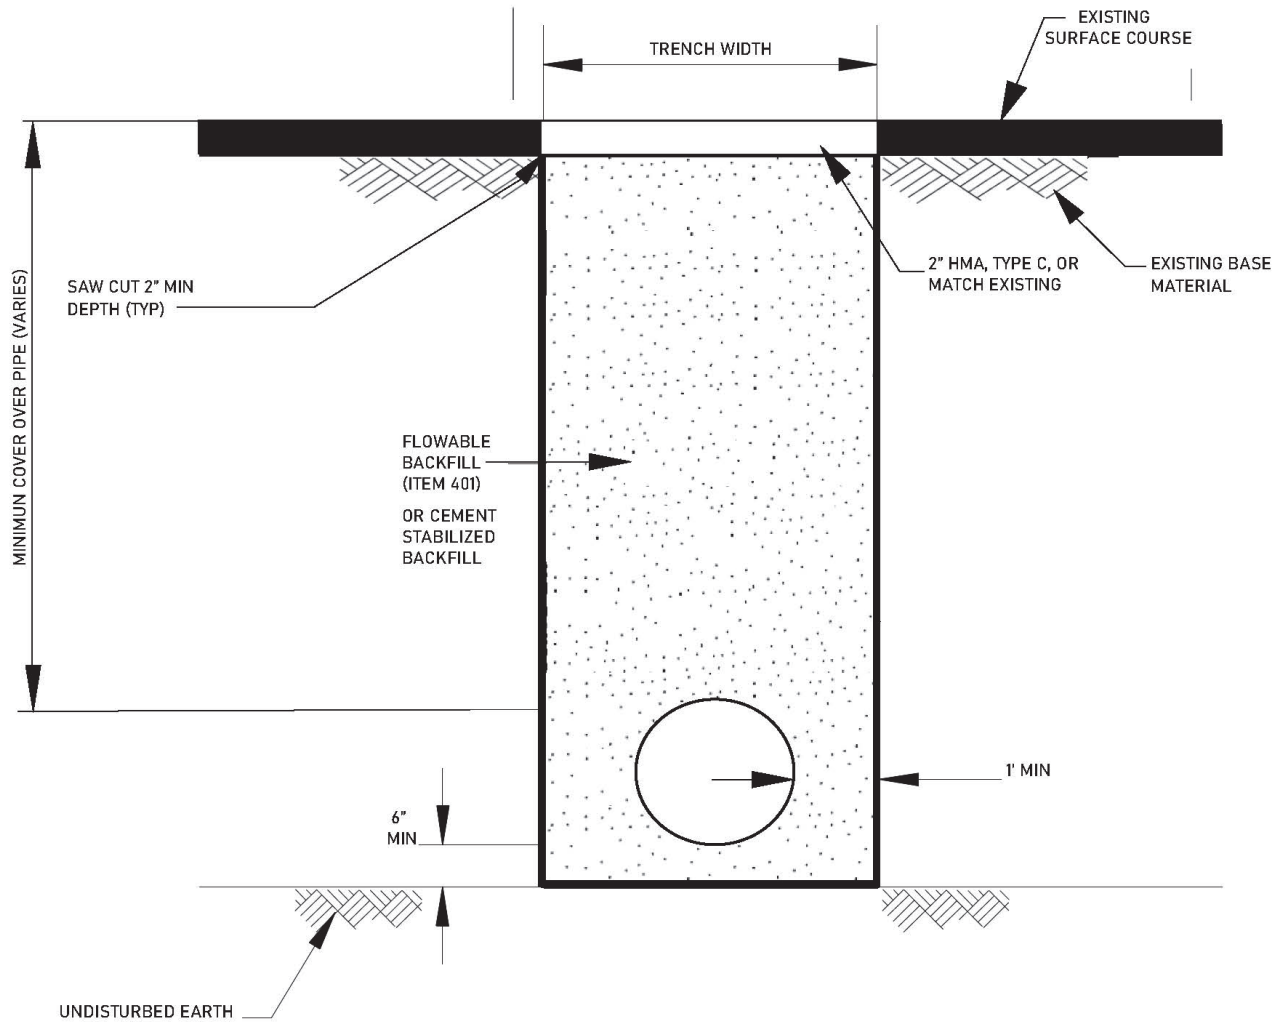 EXISTING
SURFACE COURSE
TRENCH WIDTH
SAW CUT 2" MIN
DEPTH (TYP)
2" HMA, TYPE C, OR
MATCH EXISTING
EXISTING BASE
MATERIAL
MINIMUN COVER OVER PIPE (VARIES)
FLOWABLE
BACKFILL
(ITEM 401)
OR CEMENT
STABILIZED
BACKFILL
1' MIN
6"
MIN
UNDISTURBED EARTH